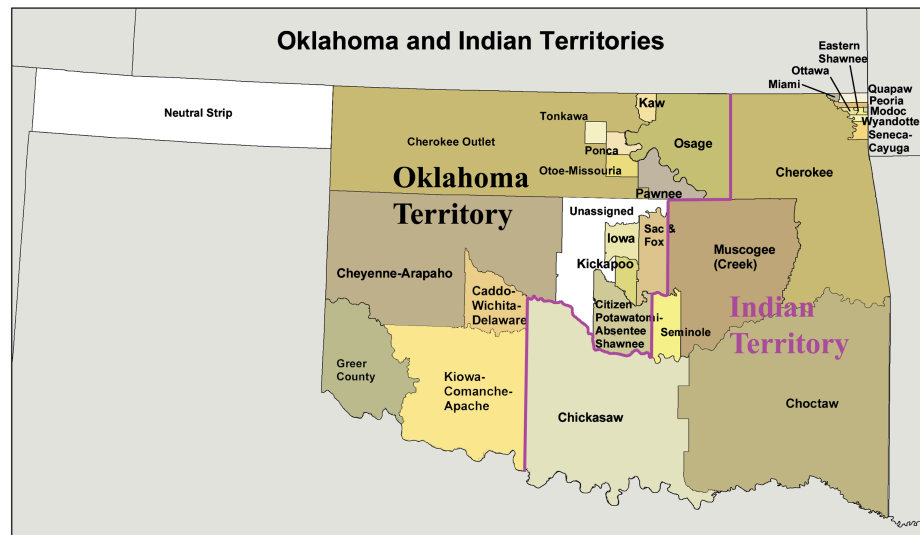 Oklahoma and Indian Territories
Eastern
Shawnee
Ottawa
Miami
Quapaw
Peoria
Modoc
Wyandotte
Seneca-
Cayuga
Neutral Strip
Kaw
Tonkawa
Cherokee Outlet
Ponca
Osage
Otoe-Missouria
Cherokee
Pawnee
Oklahoma
Territory
Unassigned
Iowa
Sac &
Fox
Muscogee
(Creek)
Kickapoo
Cheyenne-Arapaho
Caddo-
Wichita-
Delaware
Citizen
Potawatomi-
Absentee
Shawnee
Seminole
Indian
Territory
Greer
County
Kiowa-
Comanche-
Apache
Chickasaw
Choctaw